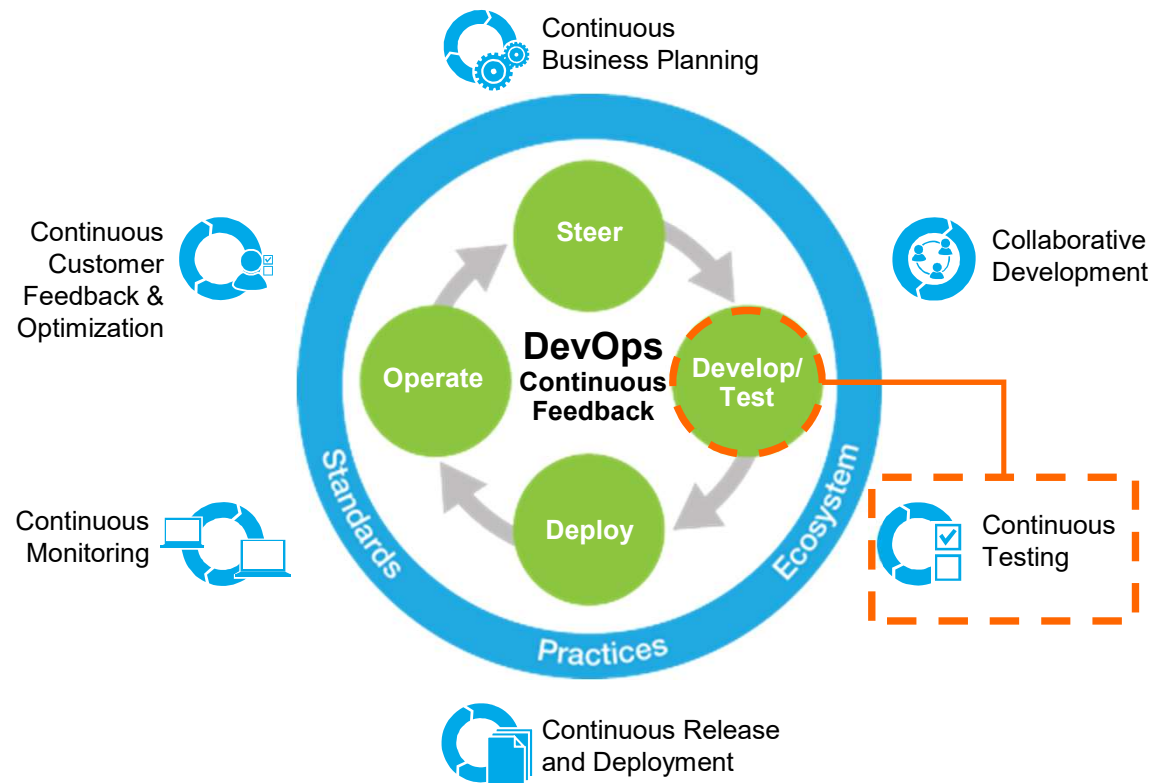 Continuous
Business Planning
Continuous
Customer
Feedback &
Optimization
Steer
Collaborative
Development
Operate
DevOps
Continuous
Feedback
Develop/
Test
Standards
Ecosystem
Continuous
Monitoring
Deploy
Continuous
Testing
Practices
Continuous Release
and Deployment